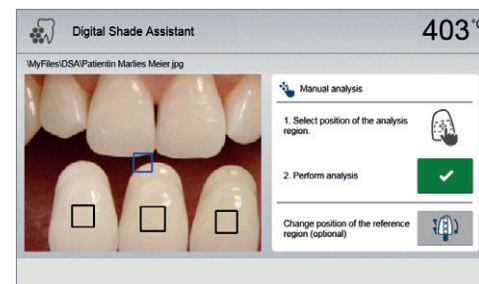 Digital Shade Assistant
403°C
\MyFiles\DSA\Patientin Marlies Meier.jpg
Manual analysis
1. Select position of the analysis
region.
2. Perform analysis
Change position of the reference
region (optional)